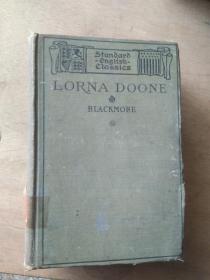 Standard
English
Classics
LORNA DOONE
BLACKMORE